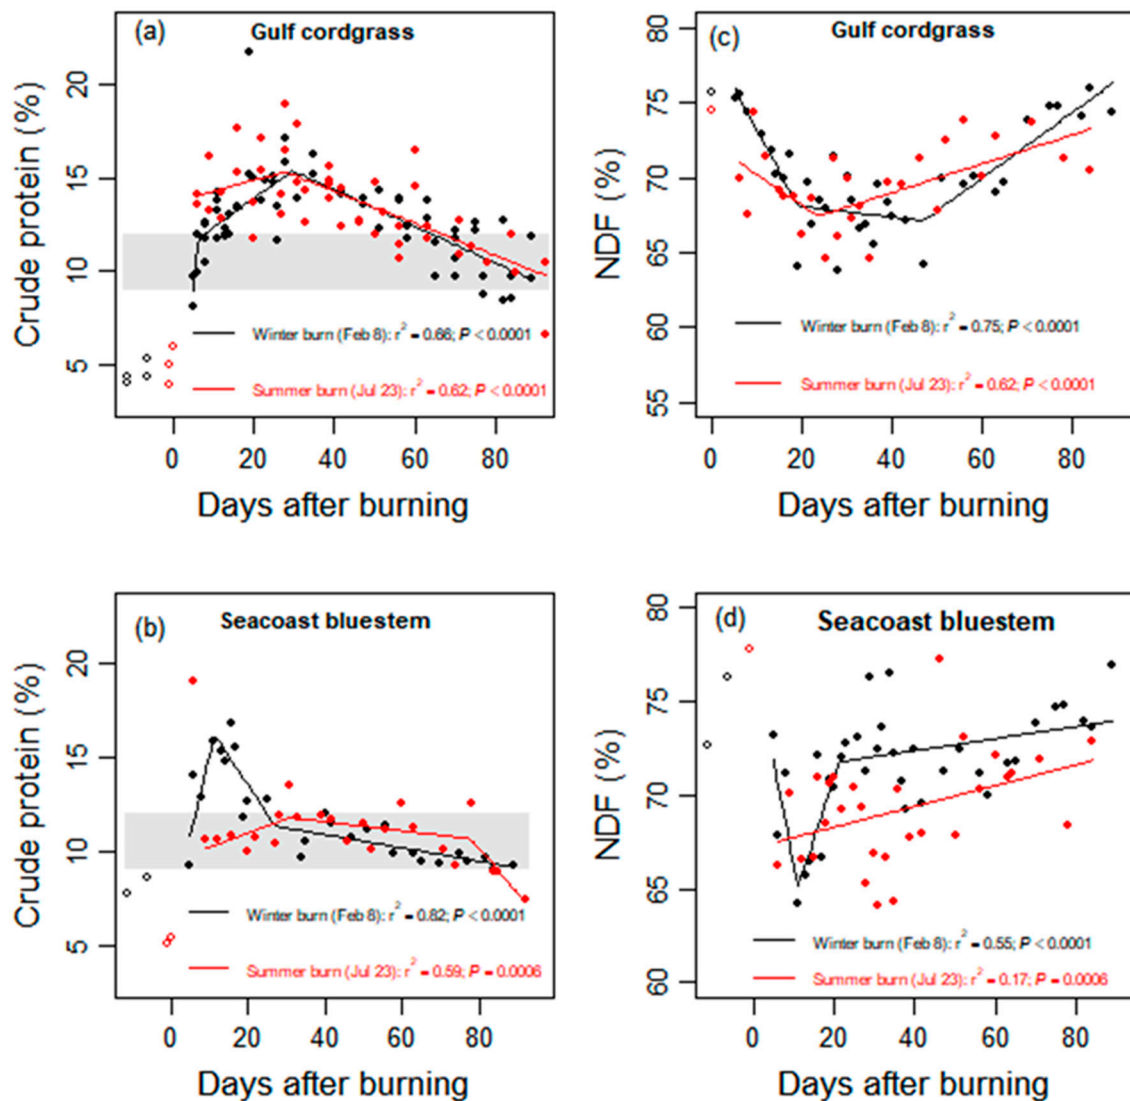 (a)
Gulf cordgrass
Crude protein (%)
20
15
10
5
Winter burn (Feb 8): r² = 0.66; P < 0.0001
Summer burn (Jul 23): r² = 0.62; P < 0.0001
0 20 40 60 80
Days after burning
(c)
Gulf cordgrass
NDF (%)
80
75
70
65
60
55
Winter burn (Feb 8): r² = 0.75; P < 0.0001
Summer burn (Jul 23): r² = 0.62; P < 0.0001
0 20 40 60 80
Days after burning
(b)
Seacoast bluestem
Crude protein (%)
20
15
10
5
Winter burn (Feb 8): r² = 0.82; P < 0.0001
Summer burn (Jul 23): r² = 0.59; P = 0.0006
0 20 40 60 80
Days after burning
(d)
Seacoast bluestem
NDF (%)
80
75
70
65
60
Winter burn (Feb 8): r² = 0.55; P < 0.0001
Summer burn (Jul 23): r² = 0.17; P = 0.0006
0 20 40 60 80
Days after burning